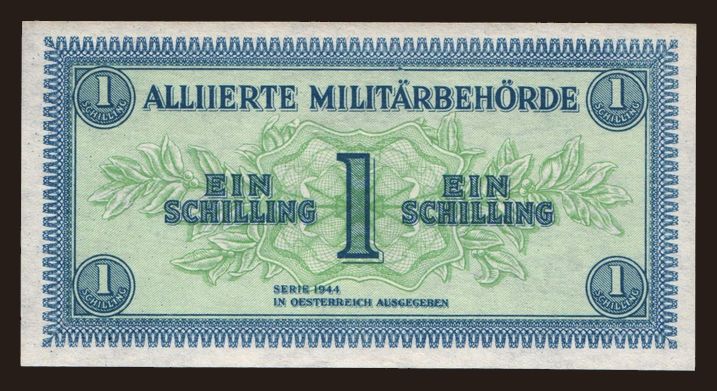 1 SCHILLING
ALLIIERTE MILITÄRBEHÖRDE
1 SCHILLING
EIN SCHILLING
1
EIN SCHILLING
SERIE 1944
IN OESTERREICH AUSGEGEBEN
1 SCHILLING
1 SCHILLING